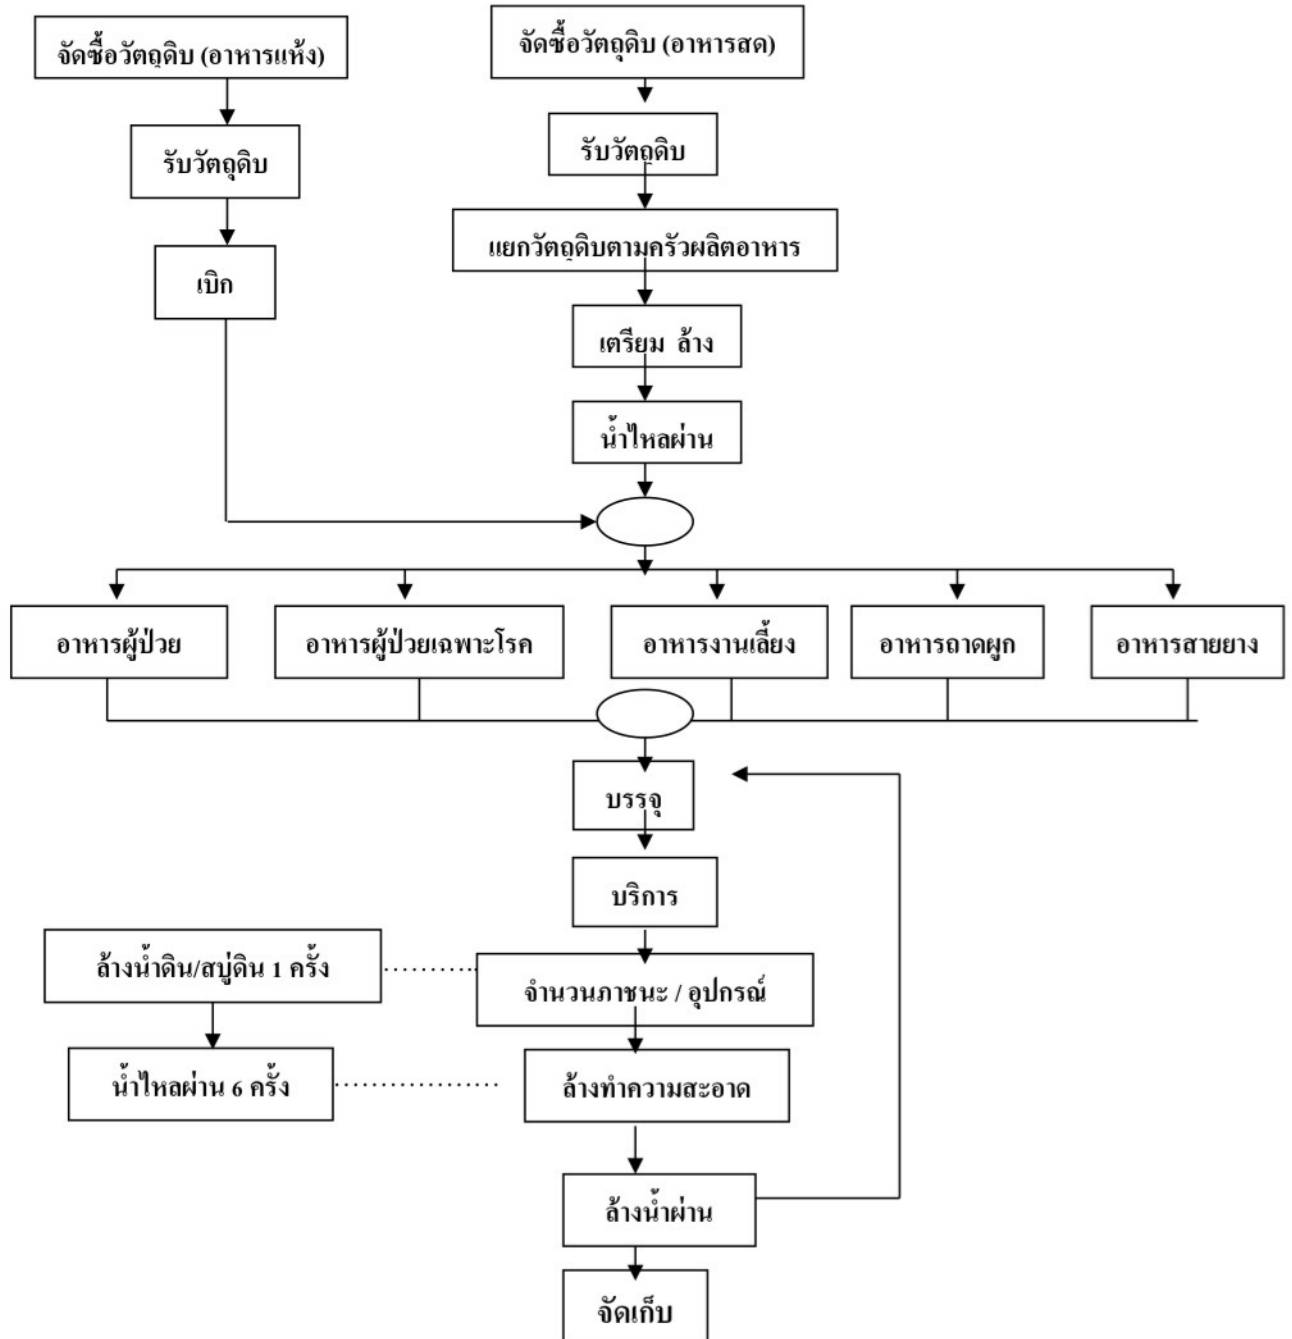 จัดซื้อวัตถุดิบ (อาหารแห้ง)
จัดซื้อวัตถุดิบ (อาหารสด)
รับวัตถุดิบ
รับวัตถุดิบ
แยกวัตถุดิบตามครัวผลิตอาหาร
เบิก
เตรียม ล้าง
น้ำไหลผ่าน
อาหารผู้ป่วย
อาหารผู้ป่วยเฉพาะโรค
อาหารงานเลี้ยง
อาหารถาดผูก
อาหารสายยาง
บรรจุ
บริการ
ล้างน้ำดิน/สบู่ดิน 1 ครั้ง
จำนวนภาชนะ / อุปกรณ์
น้ำไหลผ่าน 6 ครั้ง
ล้างทำความสะอาด
ล้างน้ำผ่าน
จัดเก็บ